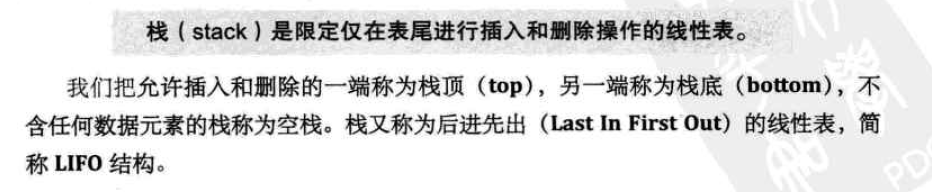 栈（stack）是限定仅在表尾进行插入和删除操作的线性表。
我们把允许插入和删除的一端称为栈顶（top），另一端称为栈底（bottom），不
含任何数据元素的栈称为空栈。栈又称为后进先出（Last In First Out）的线性表，简
称 LIFO 结构。
PDG